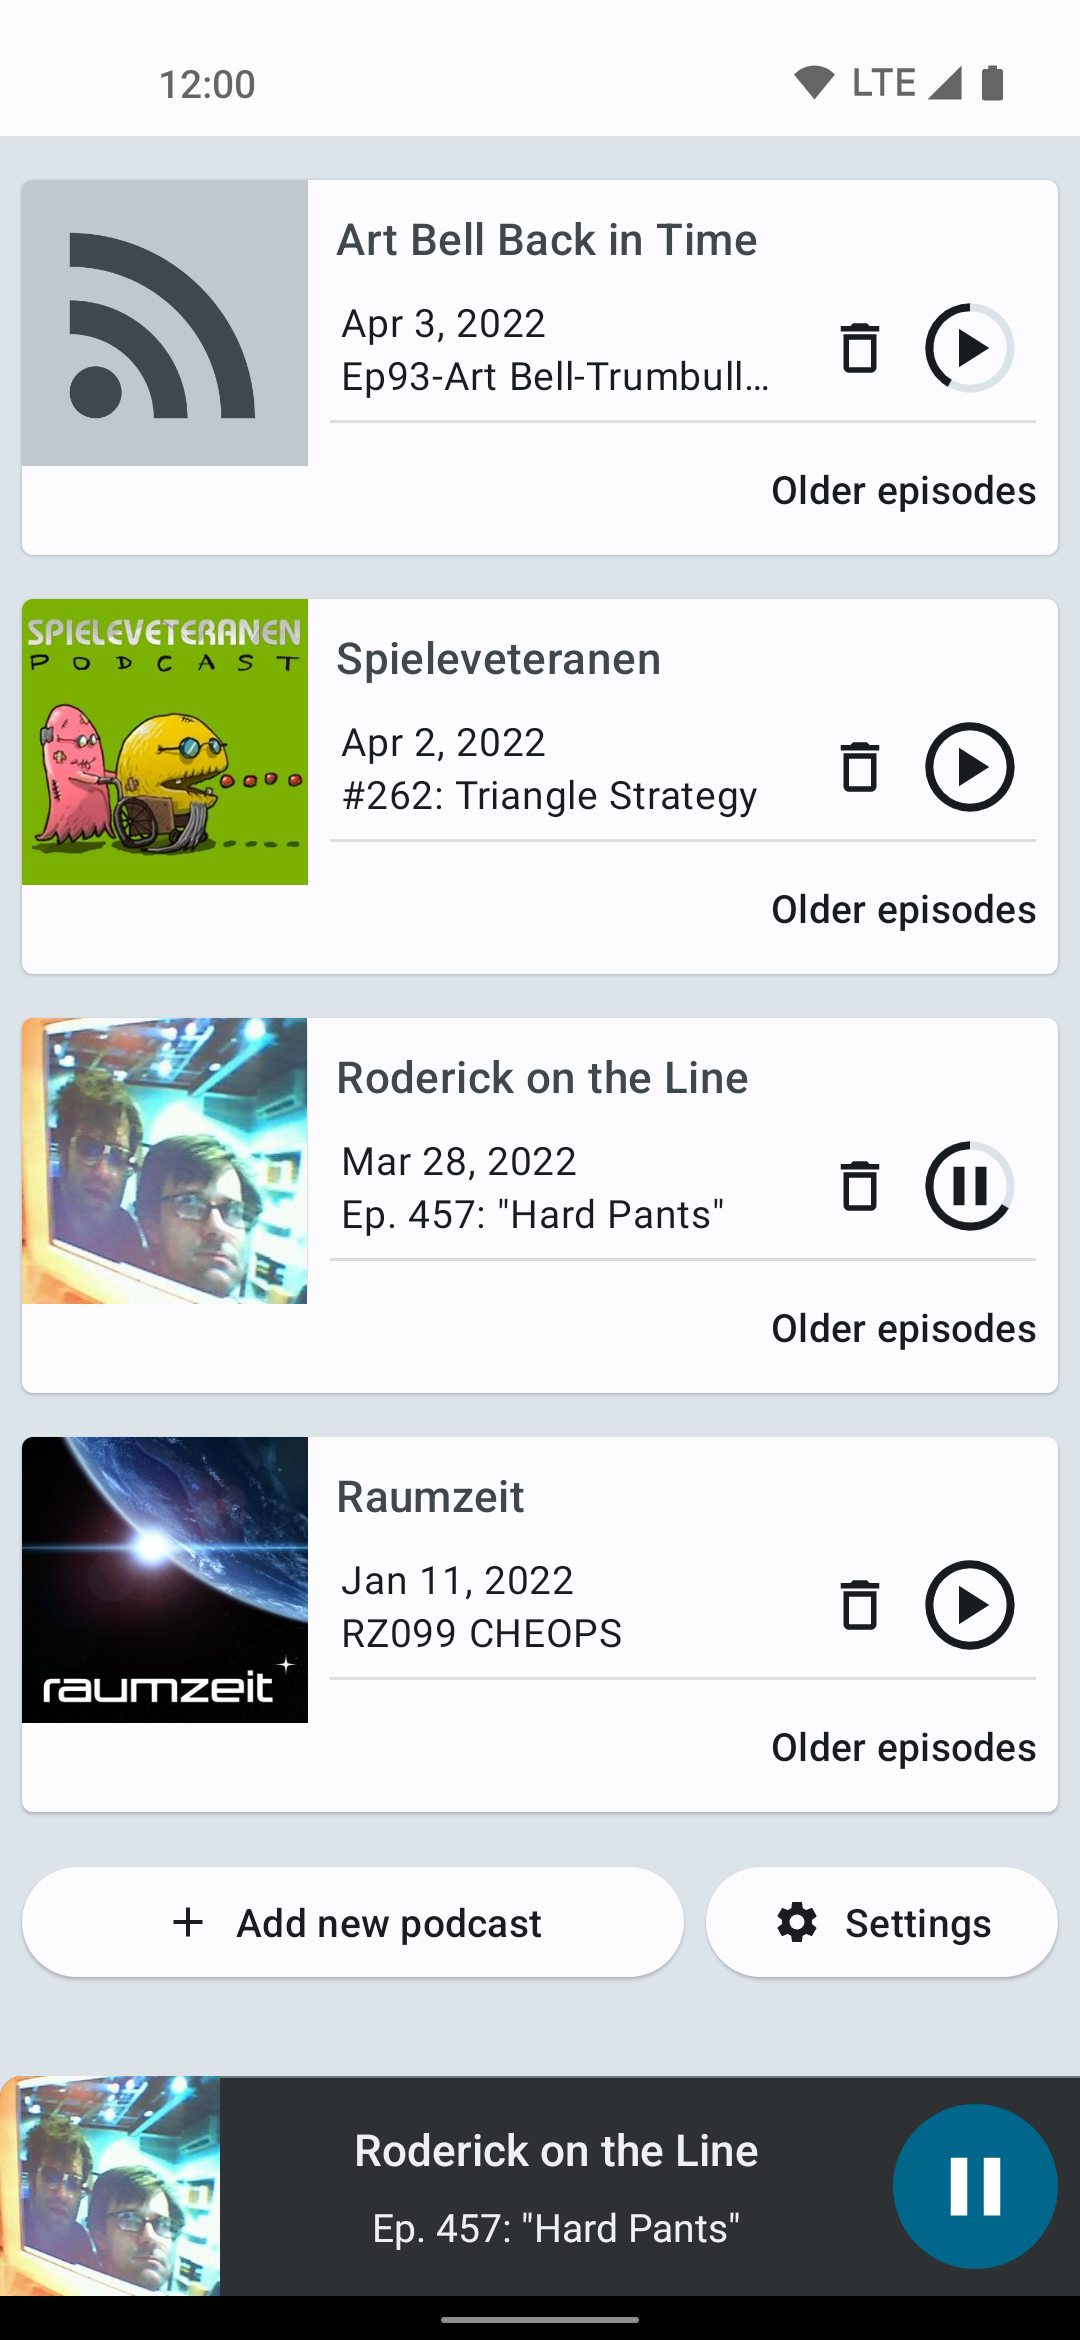 12:00
LTE
Art Bell Back in Time
Apr 3, 2022
Ep93-Art Bell-Trumbull…
Older episodes
SPIELEVETERANEN
PODCAST
Spieleveteranen
Apr 2, 2022
#262: Triangle Strategy
Older episodes
Roderick on the Line
Mar 28, 2022
Ep. 457: "Hard Pants"
Older episodes
Raumzeit
Jan 11, 2022
RZ099 CHEOPS
raumzeit
Older episodes
Add new podcast
Settings
Roderick on the Line
Ep. 457: "Hard Pants"